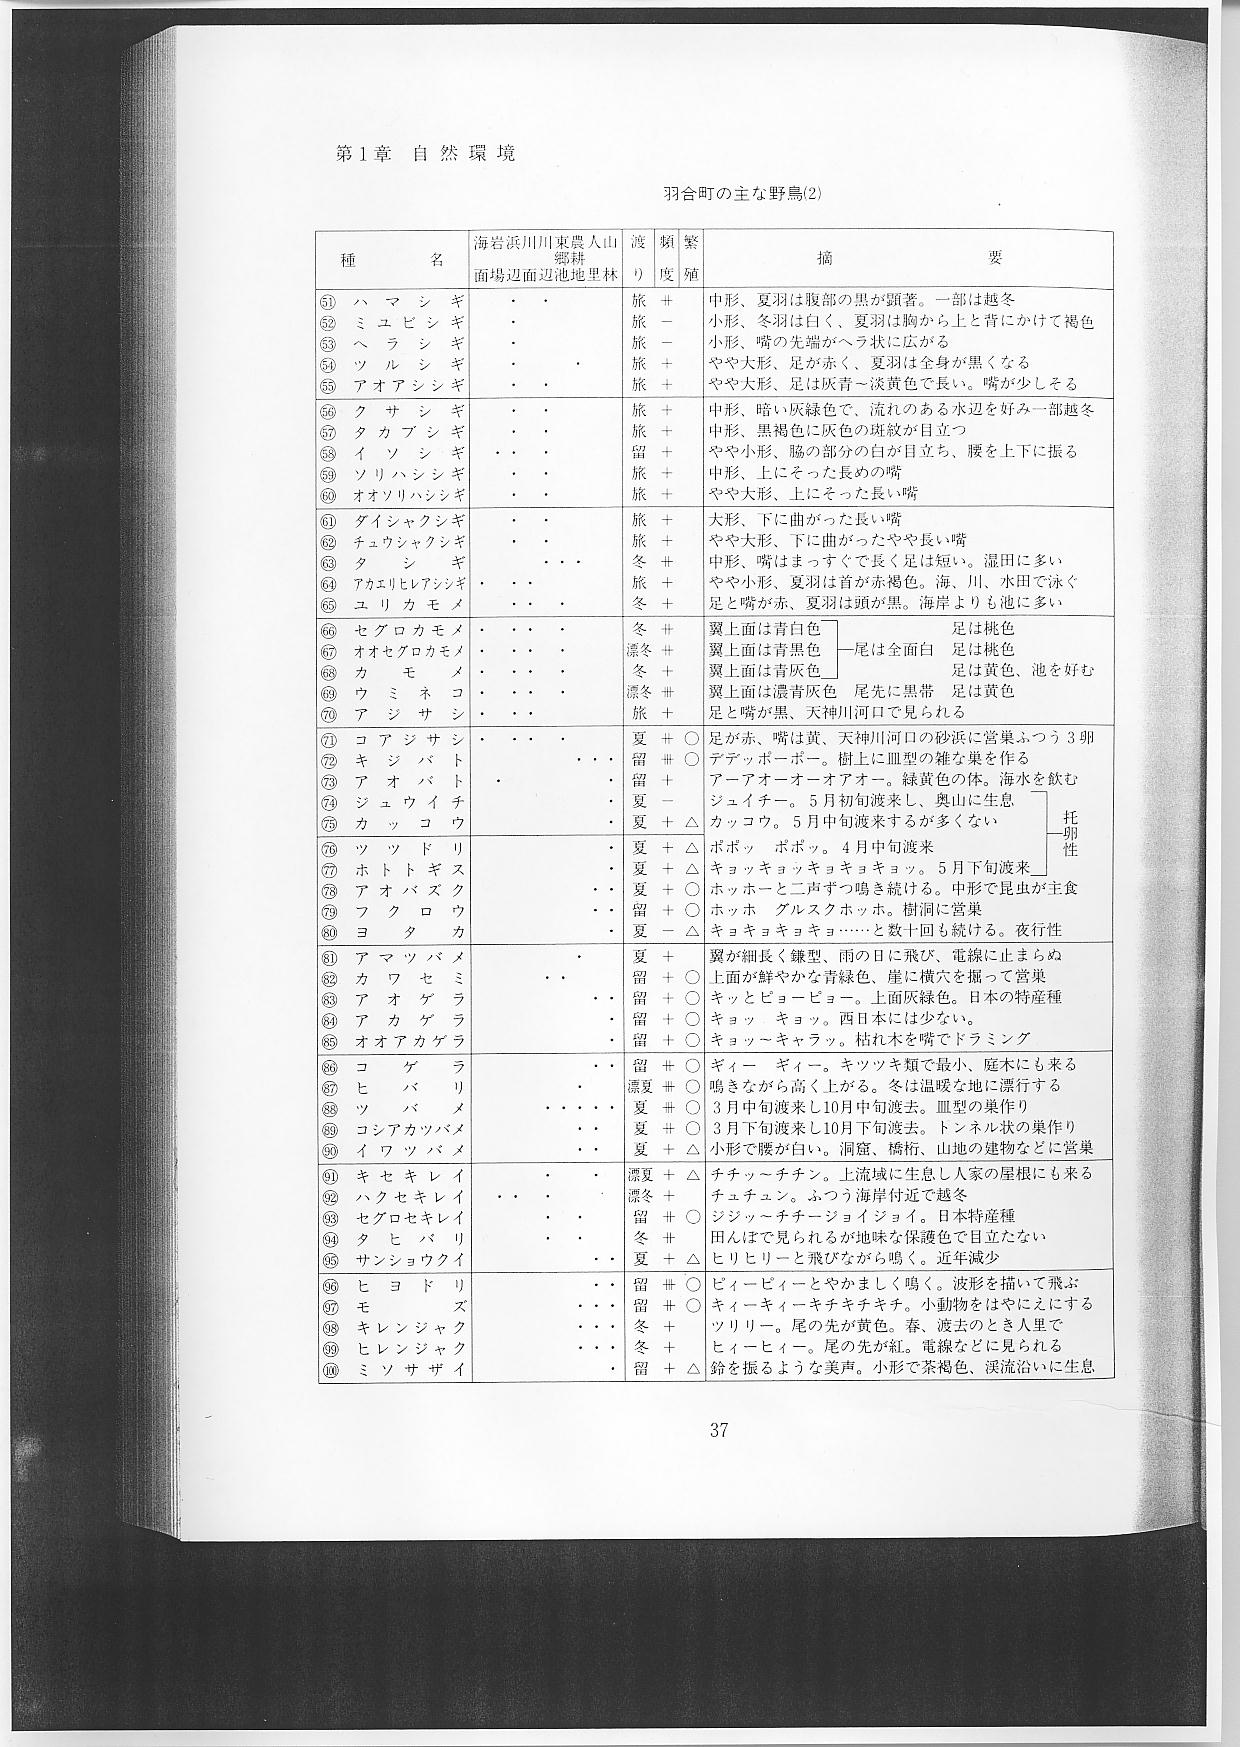 第1章 自然環境
羽合町の主な野鳥(2)
種名 海面 岩場 浜辺 川面 川辺 東郷池 農耕地 人里 山林 渡り 頻度 繁殖 摘要
㊿+1 ハマシギ ・・ 旅 ⧺ 中形、夏羽は腹部の黒が顕著。一部は越冬
52 ミユビシギ ・ 旅 − 小形、冬羽は白く、夏羽は胸から上と背にかけて褐色
53 ヘラシギ ・ 旅 − 小形、嘴の先端がヘラ状に広がる
54 ツルシギ ・ ・ 旅 + やや大形、足が赤く、夏羽は全身が黒くなる
55 アオアシシギ ・・ 旅 + やや大形、足は灰青〜淡黄色で長い。嘴が少しそる
56 クサシギ ・・ 旅 + 中形、暗い灰緑色で、流れのある水辺を好み一部越冬
57 タカブシギ ・・ 旅 + 中形、黒褐色に灰色の斑紋が目立つ
58 イソシギ ・・・ ・ 留 + やや小形、脇の部分の白が目立ち、腰を上下に振る
59 ソリハシシギ ・・ 旅 + 中形、上にそった長めの嘴
60 オオソリハシシギ ・・ 旅 + やや大形、上にそった長い嘴
61 ダイシャクシギ ・・ 旅 + 大形、下に曲がった長い嘴
62 チュウシャクシギ ・・ 旅 + やや大形、下に曲がったやや長い嘴
63 タシギ ・・・ 冬 ⧺ 中形、嘴はまっすぐで長く足は短い。湿田に多い
64 アカエリヒレアシシギ ・ ・・ 旅 + やや小形、夏羽は首が赤褐色。海、川、水田で泳ぐ
65 ユリカモメ ・・・ 冬 + 足と嘴が赤、夏羽は頭が黒。海岸よりも池に多い
66 セグロカモメ ・ ・・・ 冬 ⧺ 翼上面は青白色 足は桃色
67 オオセグロカモメ ・ ・・・ 漂冬 ⧺ 翼上面は青黒色 尾は全面白 足は桃色
68 カモメ ・ ・・・・ 冬 + 翼上面は青灰色 足は黄色、池を好む
69 ウミネコ ・ ・・・・ 漂冬 ⧻ 翼上面は濃青灰色 尾先に黒帯 足は黄色
70 アジサシ ・ ・・ 旅 + 足と嘴が黒、天神川河口で見られる
71 コアジサシ ・ ・・・ 夏 ⧺ ○ 足が赤、嘴は黄、天神川河口の砂浜に営巣ふつう3卵
72 キジバト ・・・ 留 ⧺ ○ デデッポーポー。樹上に皿型の雑な巣を作る
73 アオバト ・ ・ 留 + アーアオーオーオアオー。緑黄色の体。海水を飲む
74 ジュウイチ ・ 夏 − ジュイチー。5月初旬渡来し、奥山に生息
75 カッコウ ・ 夏 + △ カッコウ。5月中旬渡来するが多くない
托卵性
76 ツツドリ ・ 夏 + △ ポポッ ポポッ。4月中旬渡来
77 ホトトギス ・ 夏 + △ キョッキョッキョキョキョッ。5月下旬渡来
78 アオバズク ・・ 夏 + ○ ホッホーと二声ずつ鳴き続ける。中形で昆虫が主食
79 フクロウ ・・ 留 + ○ ホッホ グルスクホッホ。樹洞に営巣
80 ヨタカ ・ 夏 − △ キョキョキョキョ……と数十回も続ける。夜行性
81 アマツバメ ・ 夏 + 翼が細長く鎌型、雨の日に飛び、電線に止まらぬ
82 カワセミ ・・ 留 + ○ 上面が鮮やかな青緑色、崖に横穴を掘って営巣
83 アオゲラ ・・ 留 + ○ キッとピョーピョー。上面灰緑色。日本の特産種
84 アカゲラ ・ 留 + ○ キョッ キョッ。西日本には少ない。
85 オオアカゲラ ・ 留 + ○ キョッ〜キャラッ。枯れ木を嘴でドラミング
86 コゲラ ・・ 留 ⧺ ○ ギィー ギィー。キツツキ類で最小、庭木にも来る
87 ヒバリ ・ 漂夏 ⧻ ○ 鳴きながら高く上がる。冬は温暖な地に漂行する
88 ツバメ ・・・・・ 夏 ⧻ ○ 3月中旬渡来し10月中旬渡去。皿型の巣作り
89 コシアカツバメ ・・ 夏 ⧺ ○ 3月下旬渡来し10月下旬渡去。トンネル状の巣作り
90 イワツバメ ・・ 夏 + △ 小形で腰が白い。洞窟、橋桁、山地の建物などに営巣
91 キセキレイ ・ ・ 漂夏 + △ チチッ〜チチン。上流域に生息し人家の屋根にも来る
92 ハクセキレイ ・・ ・ ・ 漂冬 + チュチュン。ふつう海岸付近で越冬
93 セグロセキレイ ・ ・ 留 ⧺ ○ ジジッ〜チチージョイジョイ。日本特産種
94 タヒバリ ・ ・ 冬 ⧺ 田んぼで見られるが地味な保護色で目立たない
95 サンショウクイ ・・ 夏 + △ ヒリヒリーと飛びながら鳴く。近年減少
96 ヒヨドリ ・・ 留 ⧻ ○ ピィーピィーとやかましく鳴く。波形を描いて飛ぶ
97 モズ ・・・ 留 ⧺ ○ キィーキィーキチキチキチ。小動物をはやにえにする
98 キレンジャク ・・・ 冬 + ツリリー。尾の先が黄色。春、渡去のとき人里で
99 ヒレンジャク ・・・ 冬 + ヒィーヒィー。尾の先が紅。電線などに見られる
100 ミソサザイ ・ 留 + △ 鈴を振るような美声。小形で茶褐色、渓流沿いに生息
37